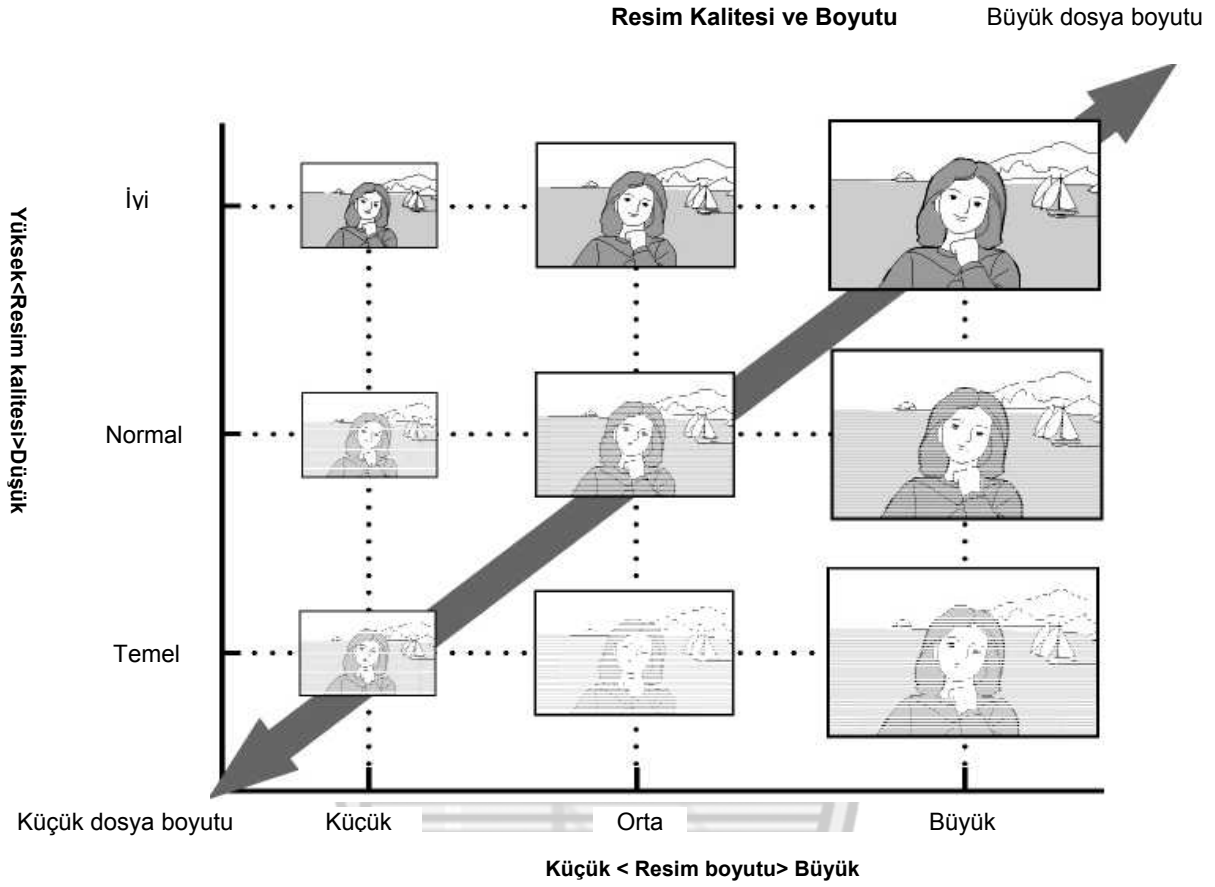 Resim Kalitesi ve Boyutu
Büyük dosya boyutu
Yüksek<Resim kalitesi>Düşük
İyi
Normal
Temel
Küçük dosya boyutu
Küçük
Orta
Büyük
Küçük < Resim boyutu> Büyük